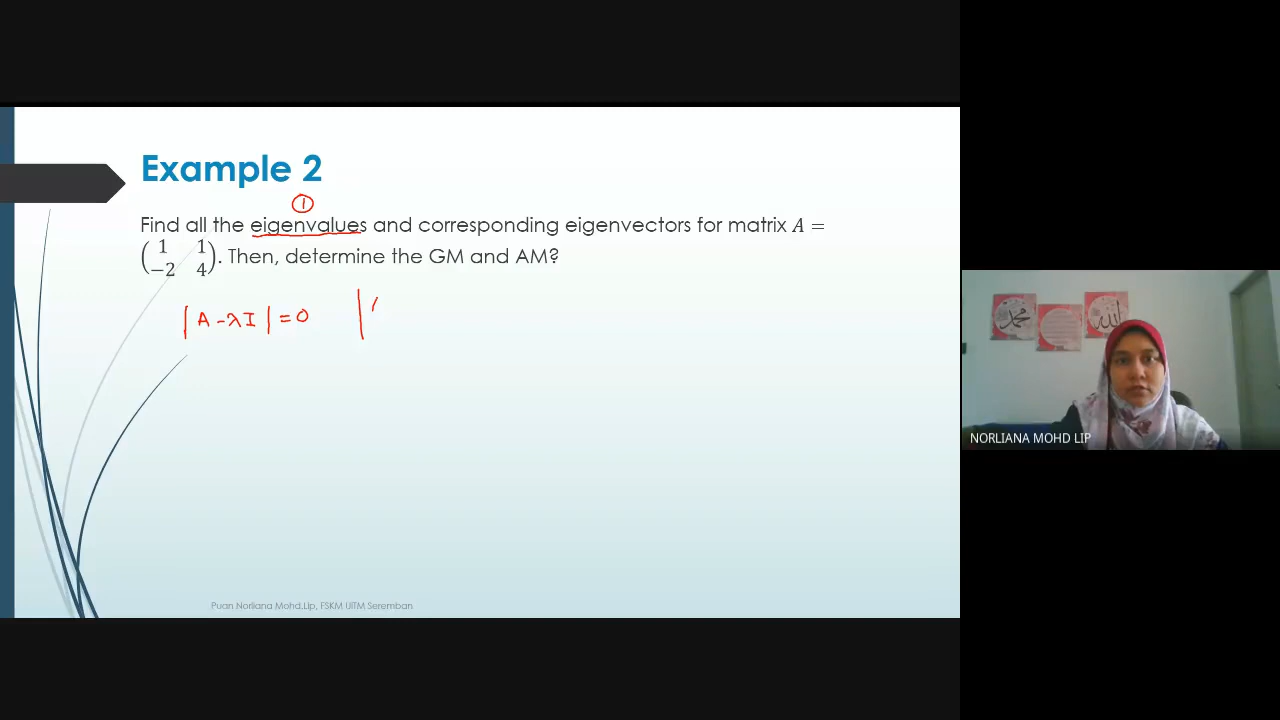 Example 2
①
Find all the eigenvalues and corresponding eigenvectors for matrix A =
(1 1
−2 4). Then, determine the GM and AM?
|A - λI| = 0 |
Puan Norliana Mohd.Lip, FSKM UiTM Seremban
NORLIANA MOHD LIP